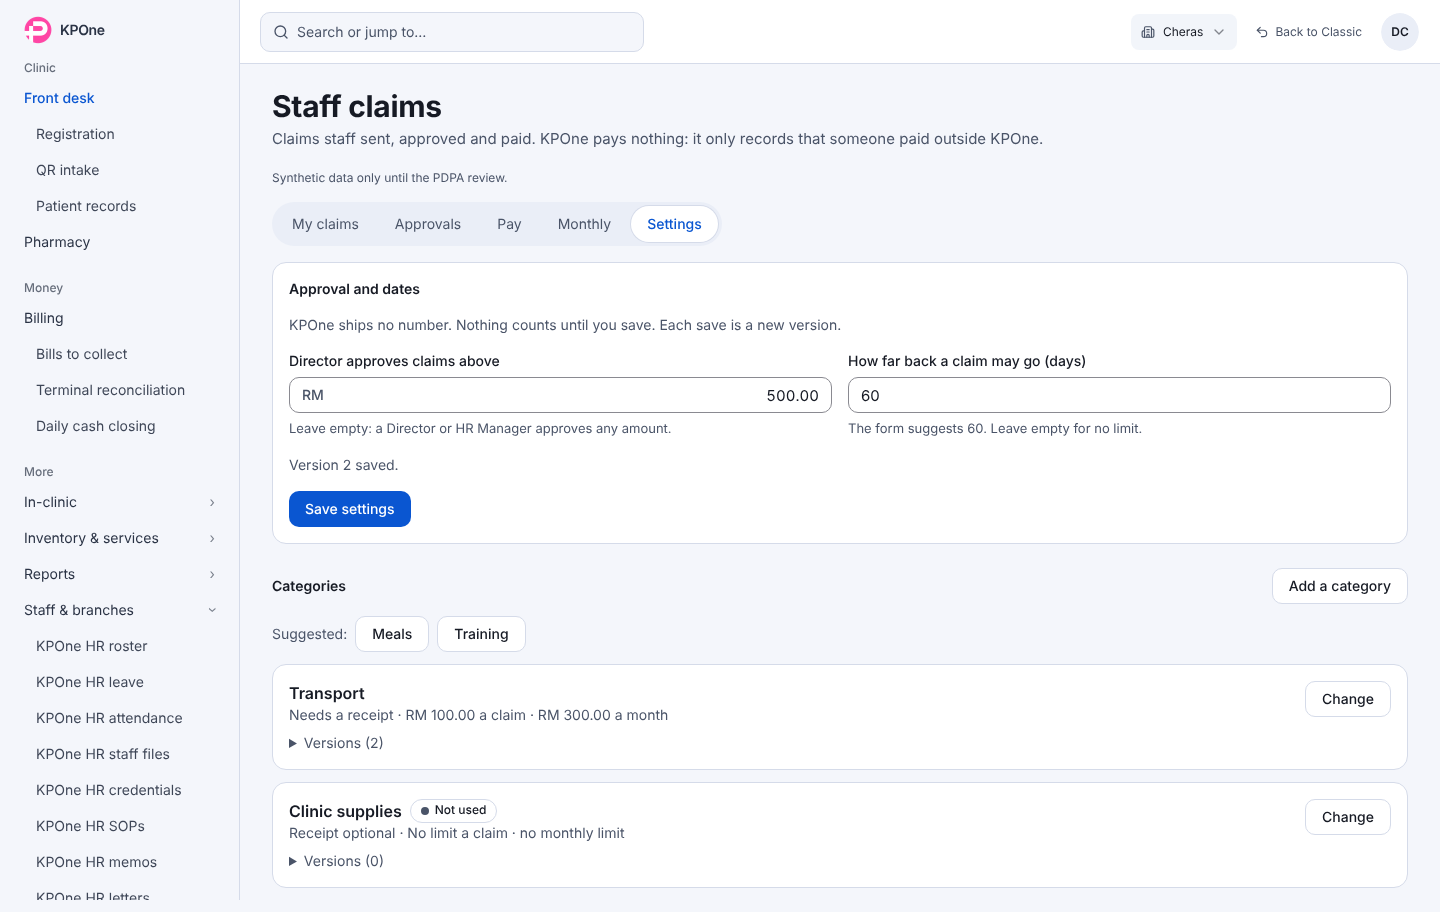 KPOne
Search or jump to...
Cheras
Back to Classic
DC
Clinic
Front desk
Registration
QR intake
Patient records
Pharmacy
Money
Billing
Bills to collect
Terminal reconciliation
Daily cash closing
More
In-clinic
Inventory & services
Reports
Staff & branches
KPOne HR roster
KPOne HR leave
KPOne HR attendance
KPOne HR staff files
KPOne HR credentials
KPOne HR SOPs
KPOne HR memos
KPOne HR letters
Staff claims
Claims staff sent, approved and paid. KPOne pays nothing: it only records that someone paid outside KPOne.
Synthetic data only until the PDPA review.
My claims Approvals Pay Monthly Settings
Approval and dates
KPOne ships no number. Nothing counts until you save. Each save is a new version.
Director approves claims above
RM 500.00
Leave empty: a Director or HR Manager approves any amount.
How far back a claim may go (days)
60
The form suggests 60. Leave empty for no limit.
Version 2 saved.
Save settings
Categories
Add a category
Suggested: Meals Training
Transport
Needs a receipt · RM 100.00 a claim · RM 300.00 a month
Versions (2)
Change
Clinic supplies Not used
Receipt optional · No limit a claim · no monthly limit
Versions (0)
Change